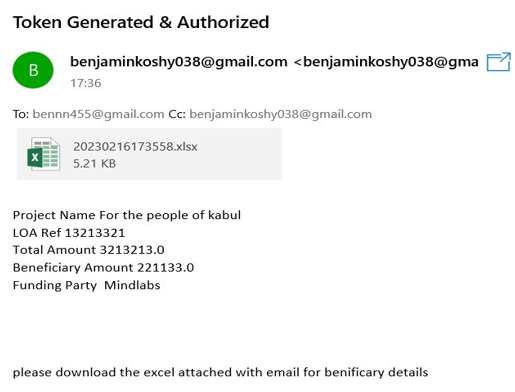 Token Generated & Authorized
B
benjaminkoshy038@gmail.com <benjaminkoshy038@gma
17:36
To: bennn455@gmail.com Cc: benjaminkoshy038@gmail.com
20230216173558.xlsx
5.21 KB
Project Name For the people of kabul
LOA Ref 13213321
Total Amount 3213213.0
Beneficiary Amount 221133.0
Funding Party  Mindlabs
please download the excel attached with email for benificary details